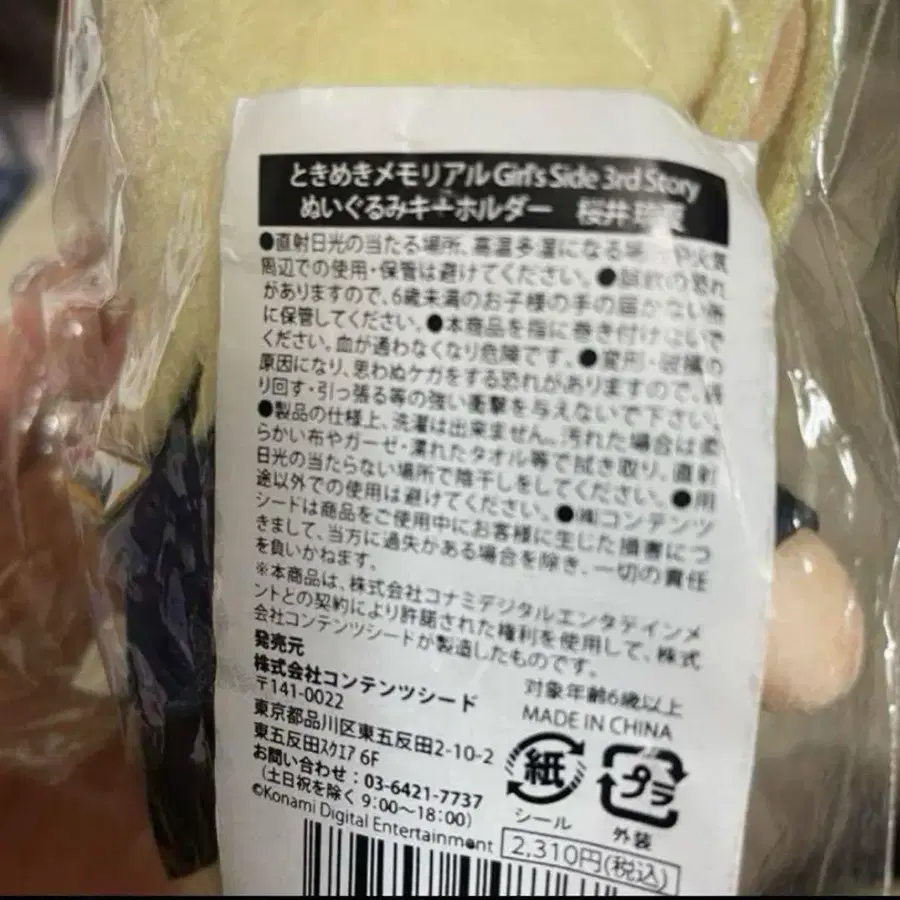 ときめきメモリアル Girl's Side 3rd Story
ぬいぐるみキーホルダー 桜井
●直射日光の当たる場所、高温多湿になる や火気
周辺での使用・保管は避けてください。●誤飲の恐れ
がありますので、6歳未満のお子様の手の届かない所
に保管してください。●本商品を指に巻き付けないで
ください。血が通わなくなり危険です。●変形・破損の
原因になり、思わぬケガをする恐れがありますので、
り回す・引っ張る等の強い衝撃を与えないで下さい。
●製品の仕様上、洗濯は出来ません。汚れた場合は柔
らかい布やガーゼ・濡れたタオル等で拭き取り、直射
日光の当たらない場所で陰干しをしてください。●用
途以外での使用は避けてください。●㈱コンテンツ
シードは商品をご使用中にお客様に生じた損害につ
きまして、当方に過失がある場合を除き、一切の責任
を負いかねます。
※本商品は、株式会社コナミデジタルエンタテインメ
ントとの契約により許諾された権利を使用して、株式
会社コンテンツシードが製造したものです。
発売元
株式会社コンテンツシード
〒141-0022
東京都品川区東五反田2-10-2
東五反田ｽｸｴｱ 6F
お問い合わせ：03-6421-7737
（土日祝を除く 9:00～18:00）
©Konami Digital Entertainment
対象年齢6歳以上
MADE IN CHINA
紙
シール
プラ
外装
2,310円(税込)